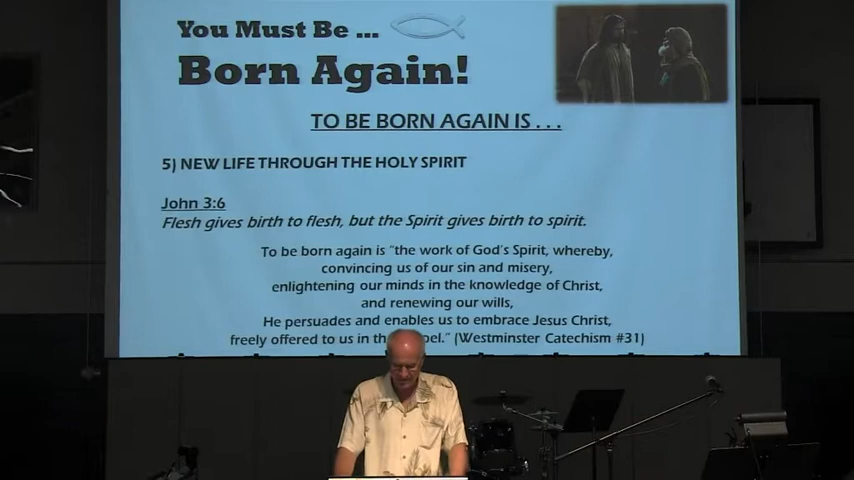 You Must Be ...
Born Again!
TO BE BORN AGAIN IS . . .
5) NEW LIFE THROUGH THE HOLY SPIRIT
John 3:6
Flesh gives birth to flesh, but the Spirit gives birth to spirit.
To be born again is “the work of God's Spirit, whereby,
convincing us of our sin and misery,
enlightening our minds in the knowledge of Christ,
and renewing our wills,
He persuades and enables us to embrace Jesus Christ,
freely offered to us in the pel.” (Westminster Catechism #31)